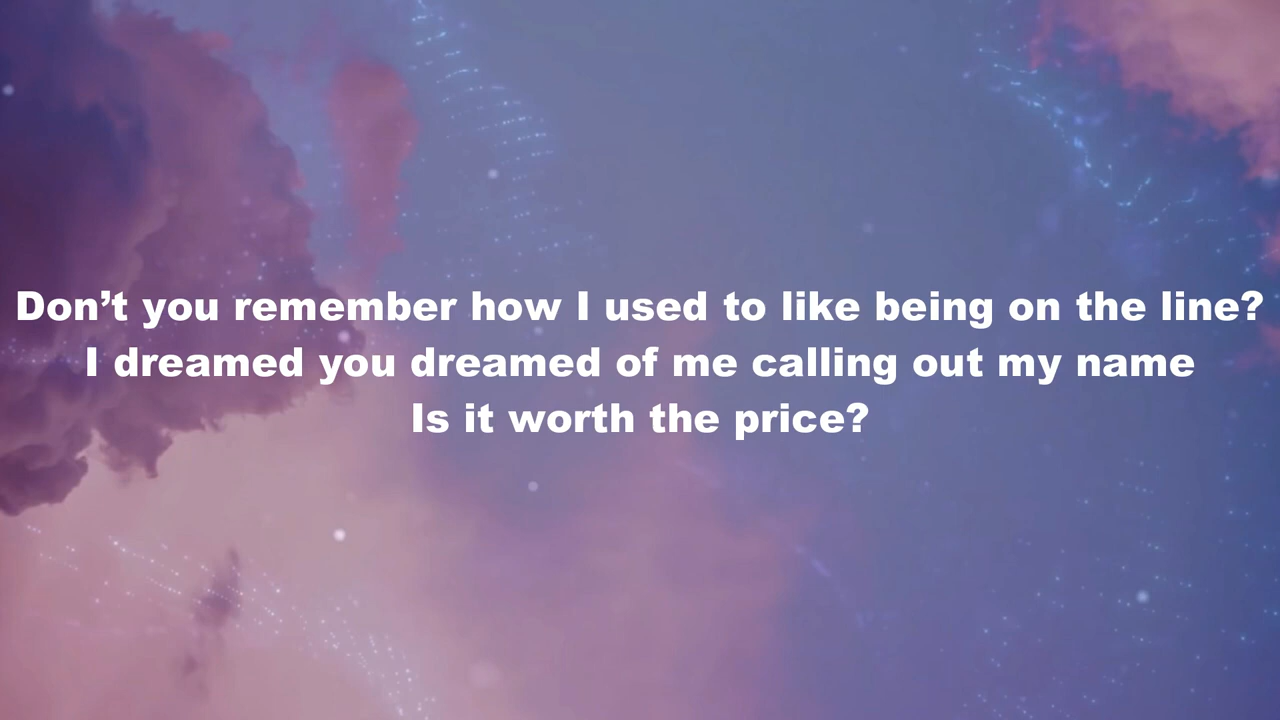 Don’t you remember how I used to like being on the line?
I dreamed you dreamed of me calling out my name
Is it worth the price?